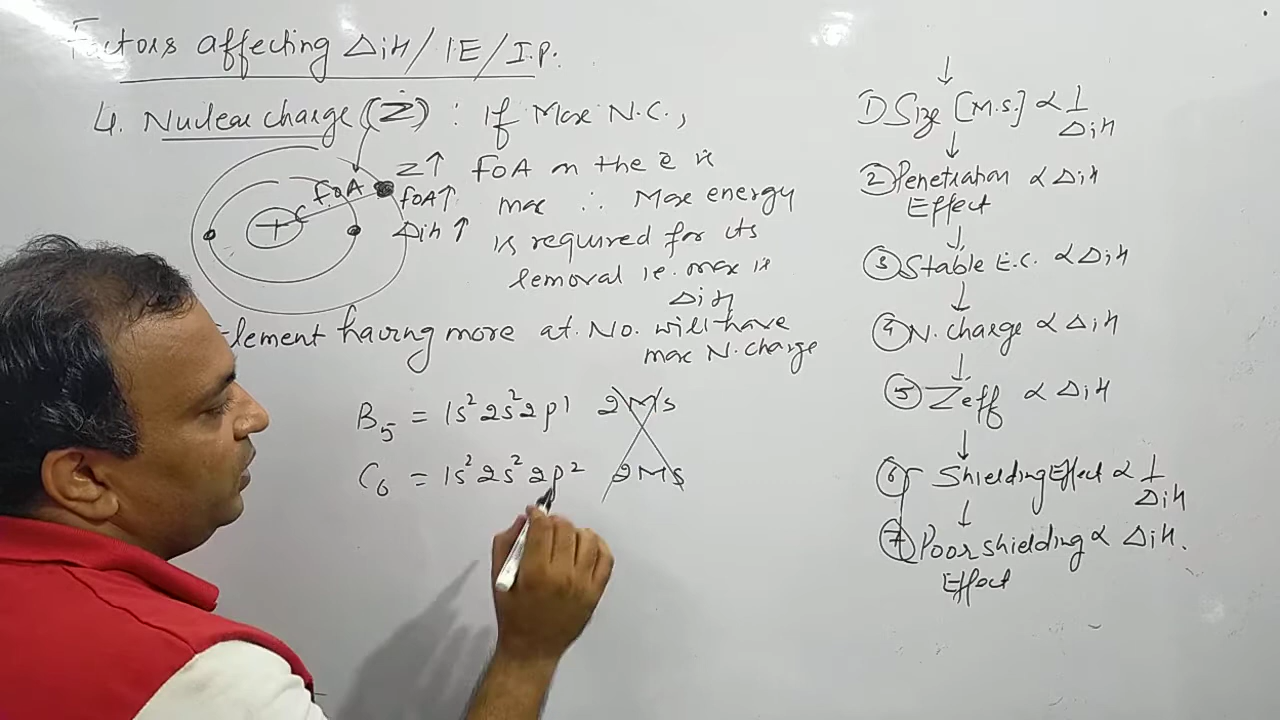 Factors affecting ΔiH/IE/I.P.
4. Nuclear charge (Z) : If Max N.C.,
Z↑ FOA on the ē is
FOA
FOA↑ max ∴ Max energy
ΔiH↑ is required for its
removal ie. max is
ΔiH
+
Element having more at. No. will have
max N. charge
B5 = 1s² 2s² 2p¹ 2MS
C6 = 1s² 2s² 2p² 2MS
↓
① Size [M.S.] ∝ 1/ΔiH
↓
② Penetration ∝ ΔiH
Effect
↓
③ Stable E.C. ∝ ΔiH
↓
④ N. charge ∝ ΔiH
↓
⑤ Zeff ∝ ΔiH
↓
⑥ Shielding Effect ∝ 1/ΔiH
↓
⑦ Poor shielding ∝ ΔiH.
Effect